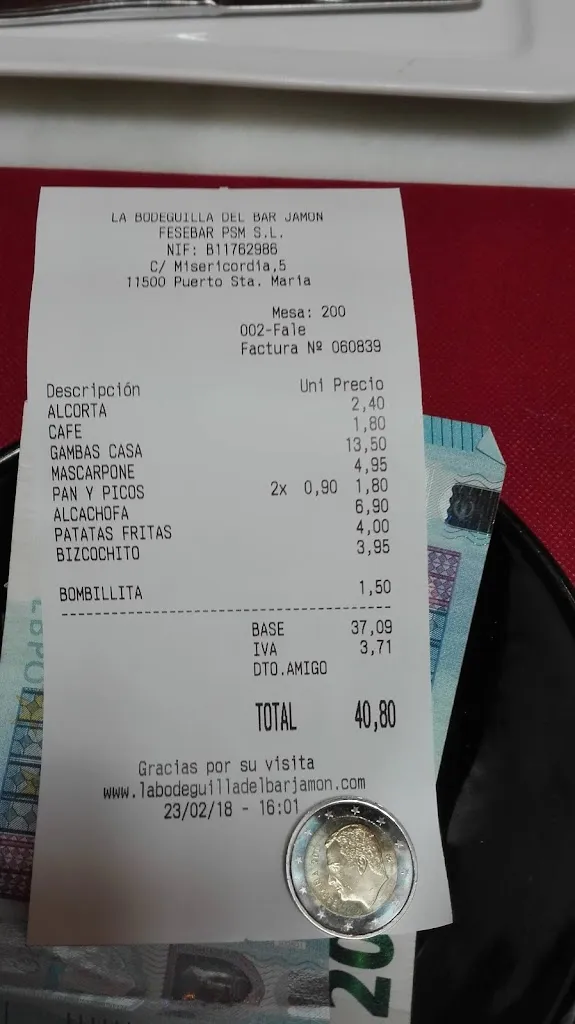 LA BODEGUILLA DEL BAR JAMON
FESEBAR PSM S.L.
NIF: B11762986
C/ Misericordia,5
11500 Puerto Sta. Maria
Mesa: 200
002-Fale
Factura Nº 060839
Descripción Uni Precio
ALCORTA 2,40
CAFE 1,80
GAMBAS CASA 13,50
MASCARPONE 4,95
PAN Y PICOS 2x 0,90 1,80
ALCACHOFA 6,90
PATATAS FRITAS 4,00
BIZCOCHITO 3,95
BOMBILLITA 1,50
BASE 37,09
IVA 3,71
DTO.AMIGO
TOTAL 40,80
Gracias por su visita
www.labodeguilladelbarjamon.com
23/02/18 - 16:01
20